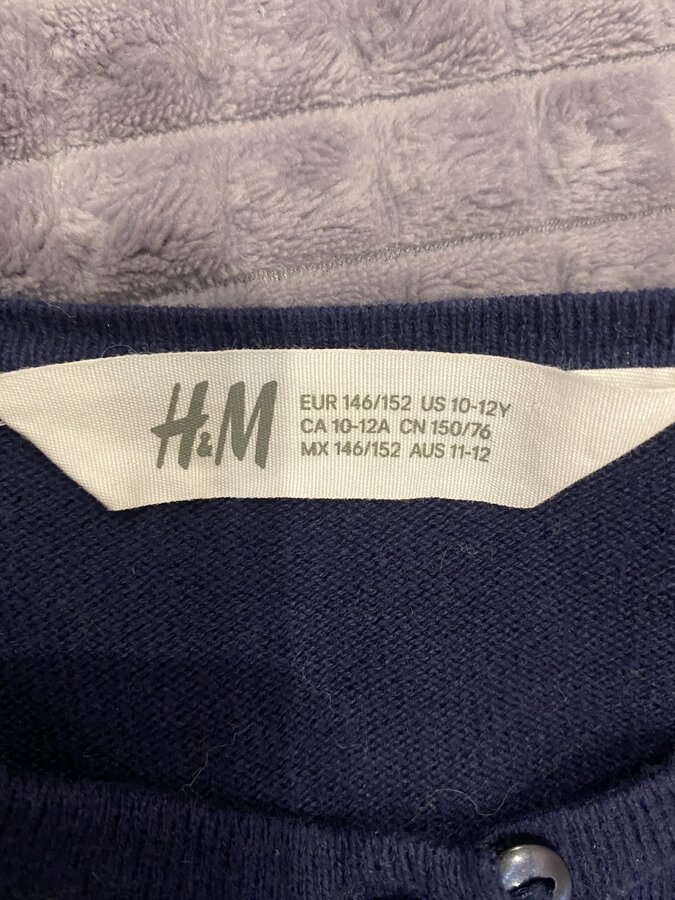 H&M
EUR 146/152 US 10-12Y
CA 10-12A CN 150/76
MX 146/152 AUS 11-12